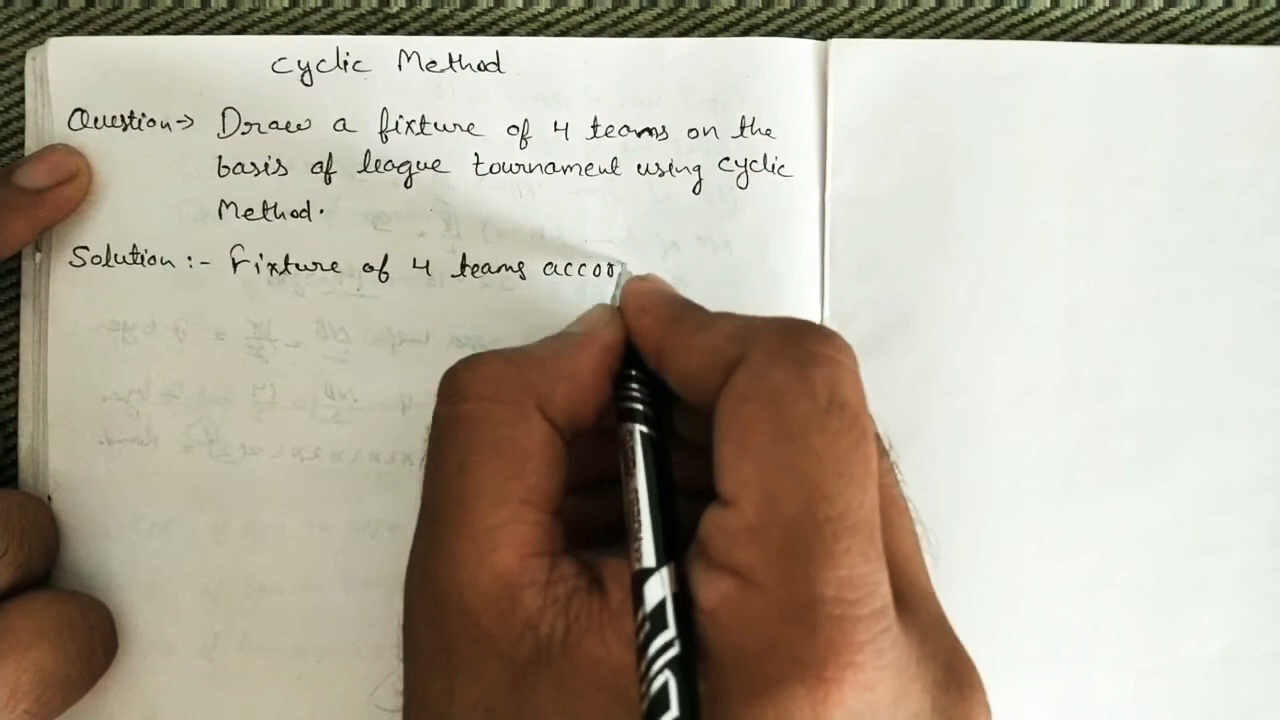 Cyclic Method
Question→ Draw a fixture of 4 teams on the
basis of league tournament using cyclic
Method.
Solution :- Fixture of 4 teams accor